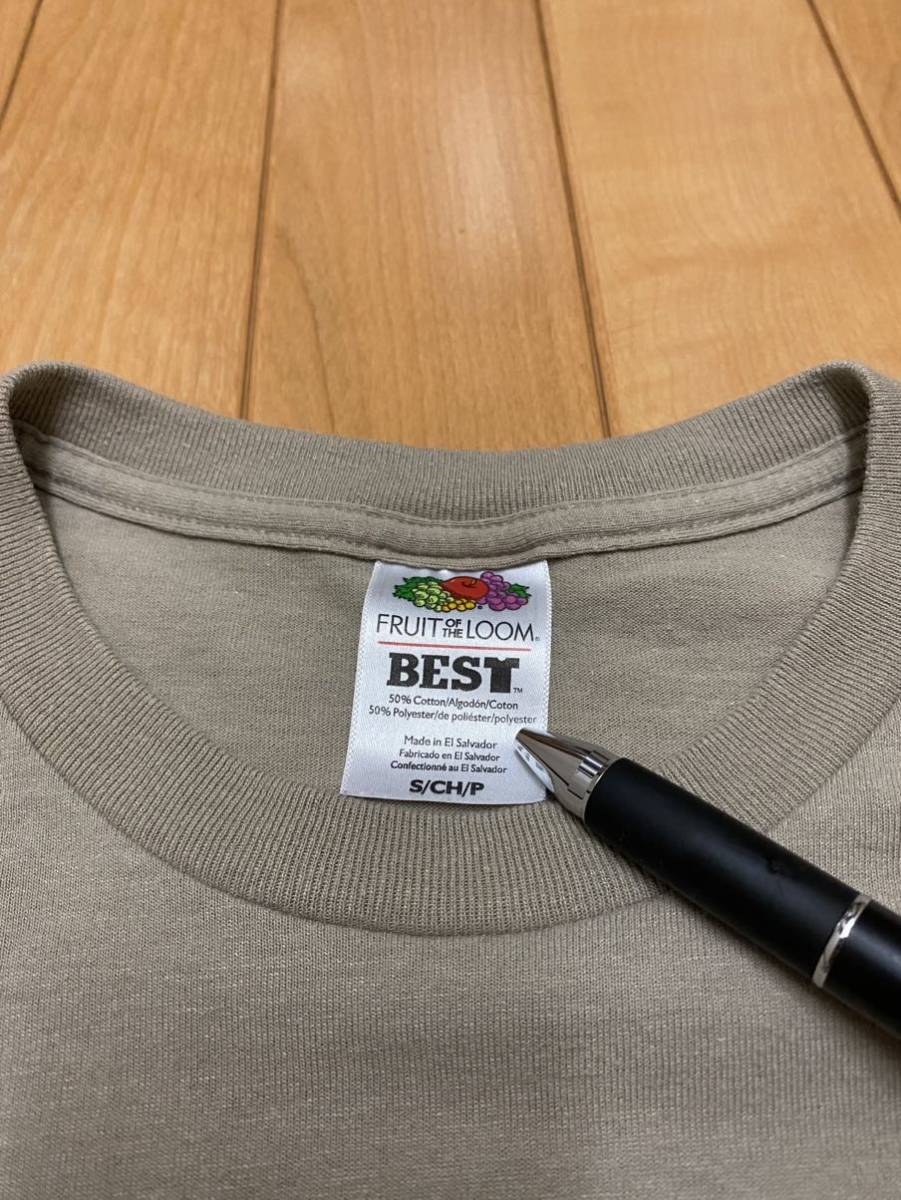 FRUIT OF THE LOOM®
BEST™
50% Cotton/Algodón/Coton
50% Polyester/de poliéster/polyester
Made in El Salvador
Fabricado en El Salvador
Confectionné au El Salvador
S/CH/P